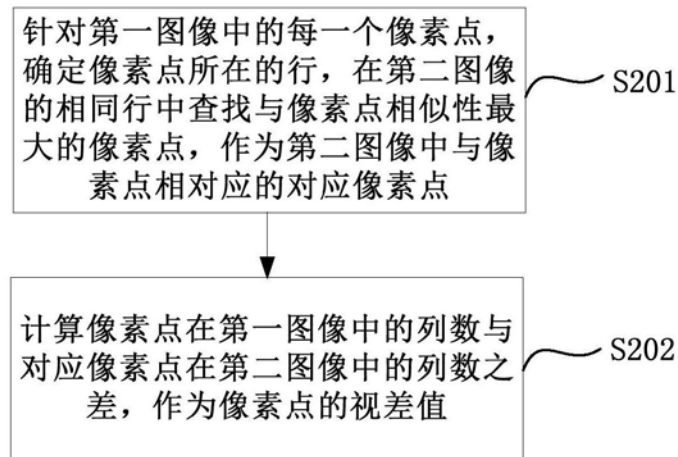 针对第一图像中的每一个像素点，
确定像素点所在的行，在第二图像
的相同行中查找与像素点相似性最
大的像素点，作为第二图像中与像
素点相对应的对应像素点
S201
计算像素点在第一图像中的列数与
对应像素点在第二图像中的列数之
差，作为像素点的视差值
S202